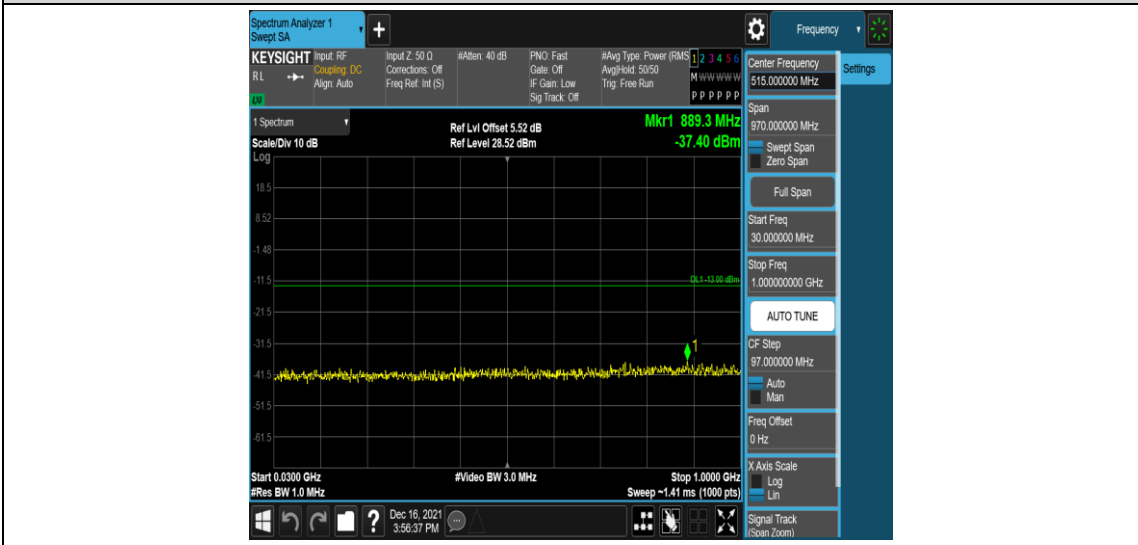 Spectrum Analyzer 1
Swept SA
+
Frequency
KEYSIGHT
RL
Input: RF
Coupling: DC
Align: Auto
Input Z: 50 Ω
Corrections: Off
Freq Ref: Int (S)
#Atten: 40 dB
PNO: Fast
Gate: Off
IF Gain: Low
Sig Track: Off
#Avg Type: Power (RMS
Avg|Hold: 50/50
Trig: Free Run
1 2 3 4 5 6
M W W W W W
P P P P P P
1 Spectrum
Scale/Div 10 dB
Log
Ref Lvl Offset 5.52 dB
Ref Level 28.52 dBm
Mkr1 889.3 MHz
-37.40 dBm
18.5
8.52
-1.48
-11.5
-21.5
-31.5
-41.5
-51.5
-61.5
DL1 -13.00 dBm
1
Start 0.0300 GHz
#Res BW 1.0 MHz
#Video BW 3.0 MHz
Stop 1.0000 GHz
Sweep ~1.41 ms (1000 pts)
?
Dec 16, 2021
3:56:37 PM
Center Frequency
515.000000 MHz
Settings
Span
970.000000 MHz
Swept Span
Zero Span
Full Span
Start Freq
30.000000 MHz
Stop Freq
1.000000000 GHz
AUTO TUNE
CF Step
97.000000 MHz
Auto
Man
Freq Offset
0 Hz
X Axis Scale
Log
Lin
Signal Track
(Span Zoom)